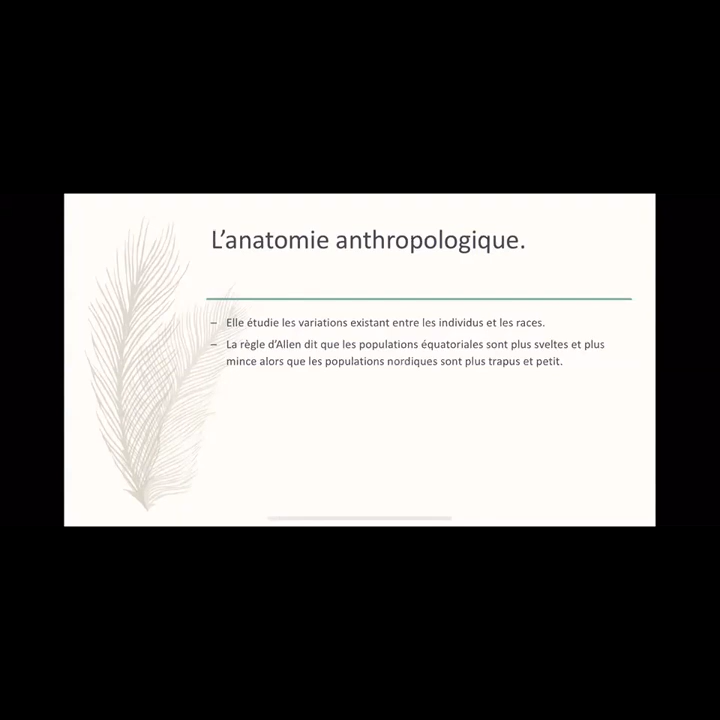 L’anatomie anthropologique.
– Elle étudie les variations existant entre les individus et les races.
– La règle d’Allen dit que les populations équatoriales sont plus sveltes et plus
mince alors que les populations nordiques sont plus trapus et petit.